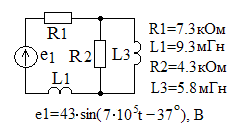 R1
R1=7.3кОм
L1=9.3мГн
R2
L3
R2=4.3кОм
e1
L1
L3=5.8мГн
e1=43·sin(7·10⁵t−37°), В